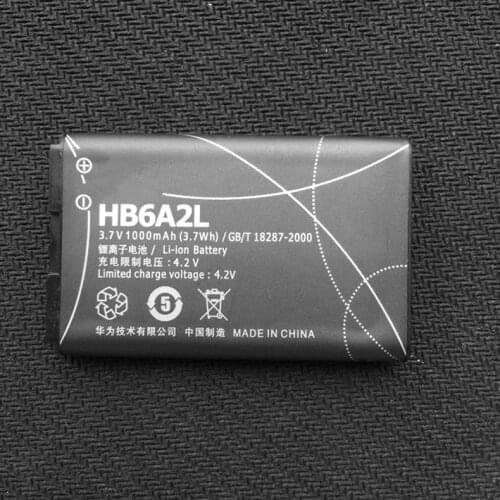 HB6A2L
3.7V 1000mAh (3.7Wh) / GB/T 18287-2000
锂离子电池 / Li-ion Battery
充电限制电压：4.2V
Limited charge voltage : 4.2V
5
华为技术有限公司 中国制造 MADE IN CHINA